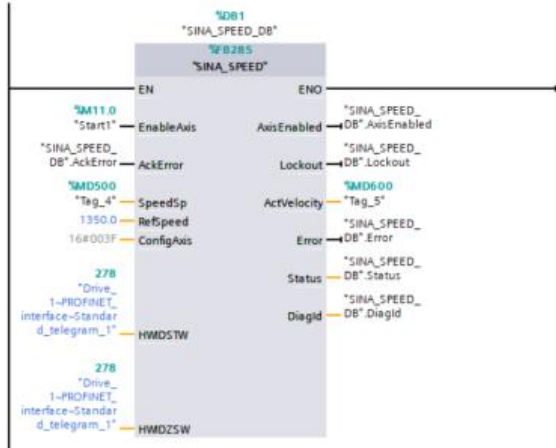 %DB1
"SINA_SPEED_DB"
%FB285
"SINA_SPEED"
EN
ENO
%M11.0
"Start1"
EnableAxis
AxisEnabled
"SINA_SPEED_
DB".AxisEnabled
"SINA_SPEED_
DB".AckError
AckError
Lockout
"SINA_SPEED_
DB".Lockout
%MD500
"Tag_4"
SpeedSp
ActVelocity
%MD600
"Tag_5"
1350.0
RefSpeed
16#003F
ConfigAxis
Error
"SINA_SPEED_
DB".Error
Status
"SINA_SPEED_
DB".Status
DiagId
"SINA_SPEED_
DB".DiagId
278
"Drive_
1~PROFINET_
interface~Standar
d_telegram_1"
HWIDSTW
278
"Drive_
1~PROFINET_
interface~Standar
d_telegram_1"
HWIDZSW